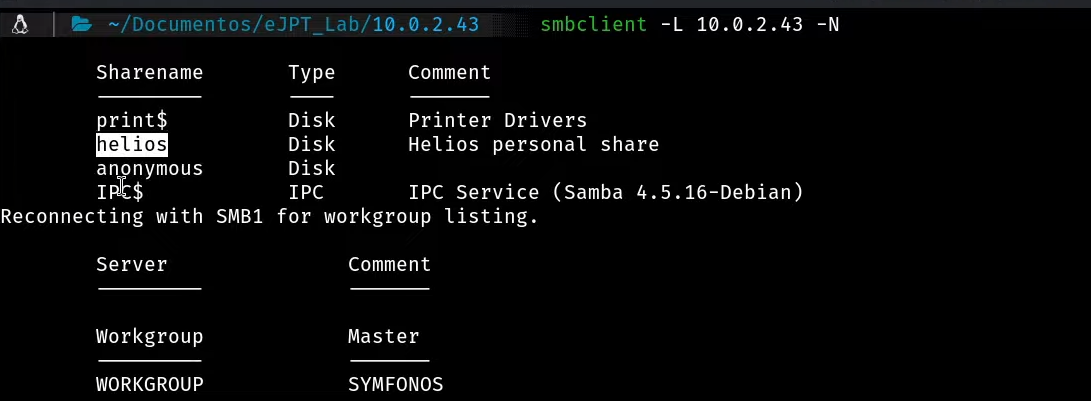 ~/Documentos/eJPT_Lab/10.0.2.43 smbclient -L 10.0.2.43 -N
Sharename Type Comment
print$ Disk Printer Drivers
helios Disk Helios personal share
anonymous Disk
IPC$ IPC IPC Service (Samba 4.5.16-Debian)
Reconnecting with SMB1 for workgroup listing.
Server Comment
Workgroup Master
WORKGROUP SYMFONOS